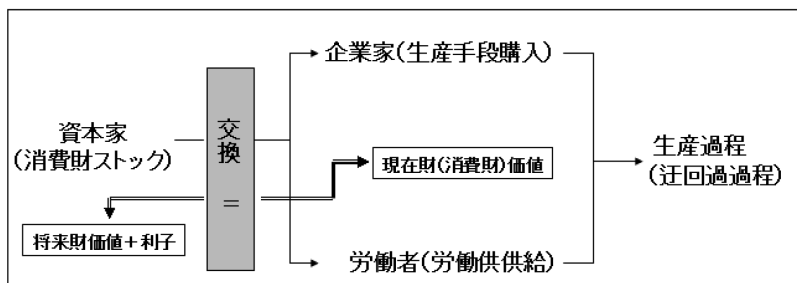 企業家(生産手段購入)
資本家
(消費財ストック)
交換
=
現在財(消費財)価値
生産過程
(迂回過過程)
将来財価値+利子
労働者(労働供供給)